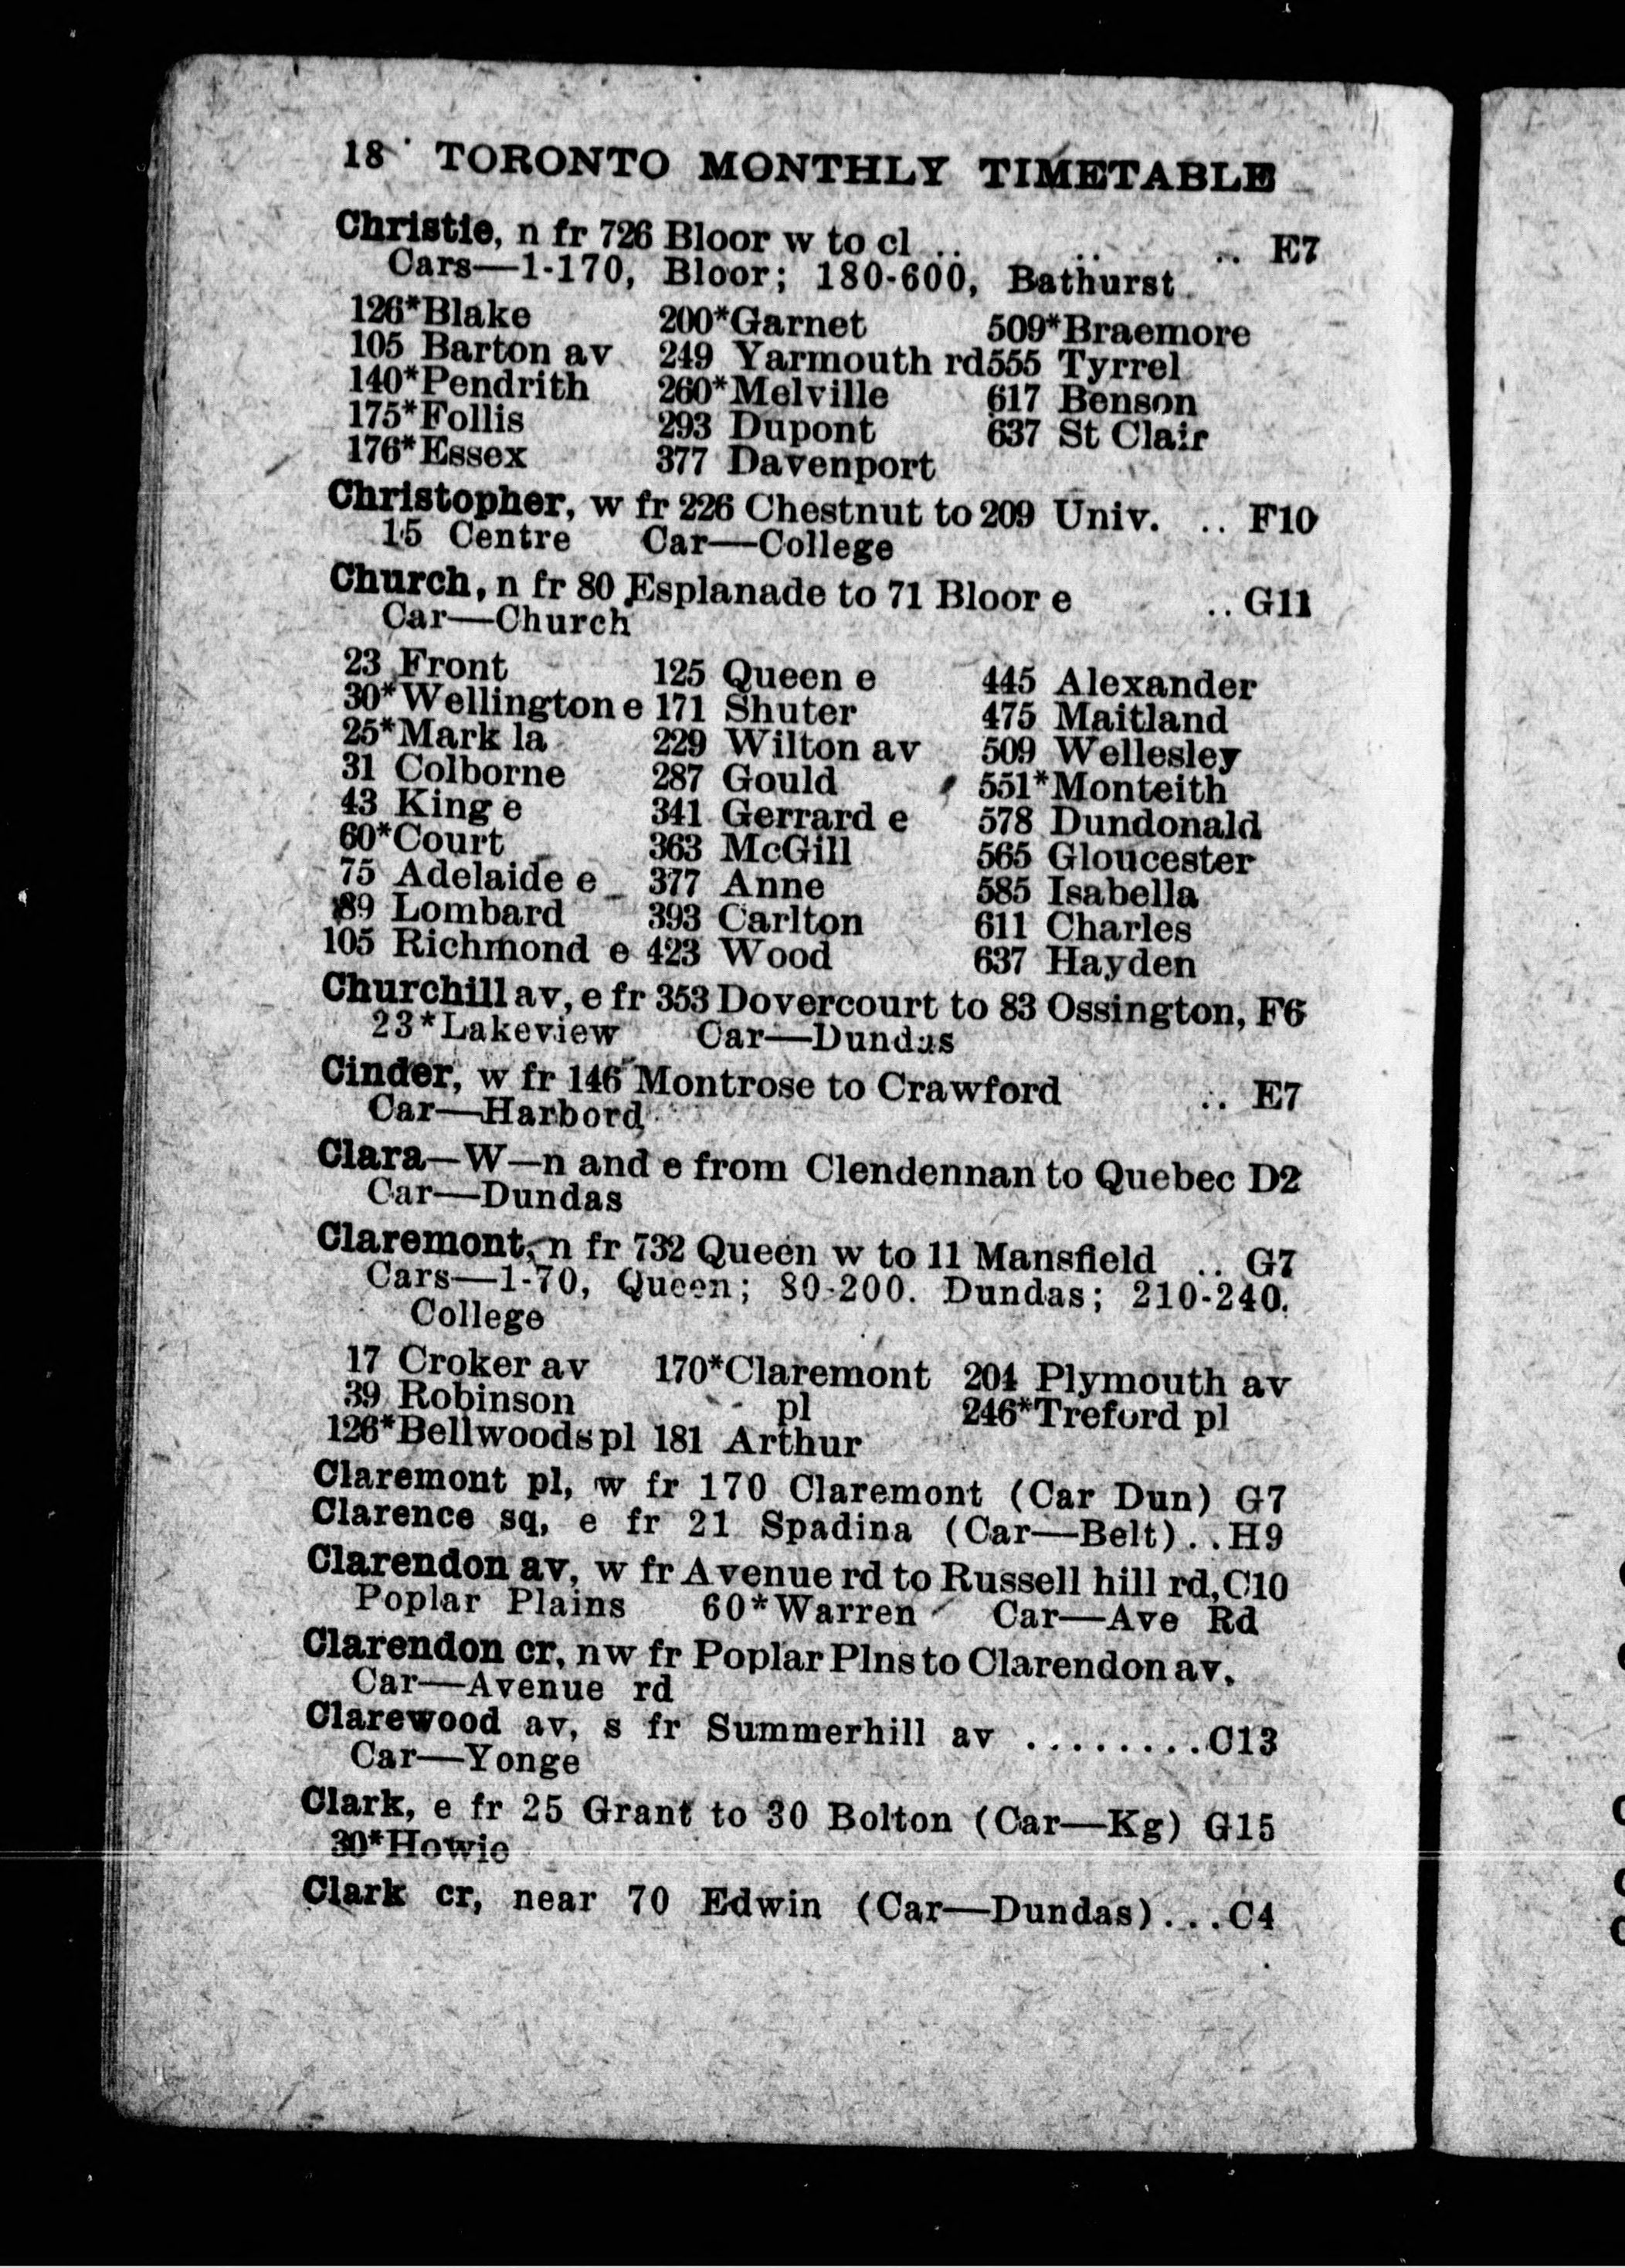 18 TORONTO MONTHLY TIMETABLE
Christie, n fr 726 Bloor w to cl .. .. .. E7
Cars—1-170, Bloor; 180-600, Bathurst
126*Blake 200*Garnet 509*Braemore
105 Barton av 249 Yarmouth rd 555 Tyrrel
140*Pendrith 260*Melville 617 Benson
175*Follis 293 Dupont 637 St Clair
176*Essex 377 Davenport
Christopher, w fr 226 Chestnut to 209 Univ. .. F10
15 Centre Car—College
Church, n fr 80 Esplanade to 71 Bloor e .. G11
Car—Church
23 Front 125 Queen e 445 Alexander
30*Wellington e 171 Shuter 475 Maitland
25*Mark la 229 Wilton av 509 Wellesley
31 Colborne 287 Gould 551*Monteith
43 King e 341 Gerrard e 578 Dundonald
60*Court 363 McGill 565 Gloucester
75 Adelaide e 377 Anne 585 Isabella
89 Lombard 393 Carlton 611 Charles
105 Richmond e 423 Wood 637 Hayden
Churchill av, e fr 353 Dovercourt to 83 Ossington, F6
23*Lakeview Car—Dundas
Cinder, w fr 146 Montrose to Crawford .. E7
Car—Harbord
Clara—W—n and e from Clendennan to Quebec D2
Car—Dundas
Claremont, n fr 732 Queen w to 11 Mansfield .. G7
Cars—1-70, Queen; 80-200. Dundas; 210-240.
College
17 Croker av 170*Claremont 204 Plymouth av
39 Robinson pl 246*Treford pl
126*Bellwoods pl 181 Arthur
Claremont pl, w fr 170 Claremont (Car Dun) G7
Clarence sq, e fr 21 Spadina (Car—Belt)..H9
Clarendon av, w fr Avenue rd to Russell hill rd, C10
Poplar Plains 60*Warren Car—Ave Rd
Clarendon cr, nw fr Poplar Plns to Clarendon av.
Car—Avenue rd
Clarewood av, s fr Summerhill av ........C13
Car—Yonge
Clark, e fr 25 Grant to 30 Bolton (Car—Kg) G15
30*Howie
Clark cr, near 70 Edwin (Car—Dundas)...C4